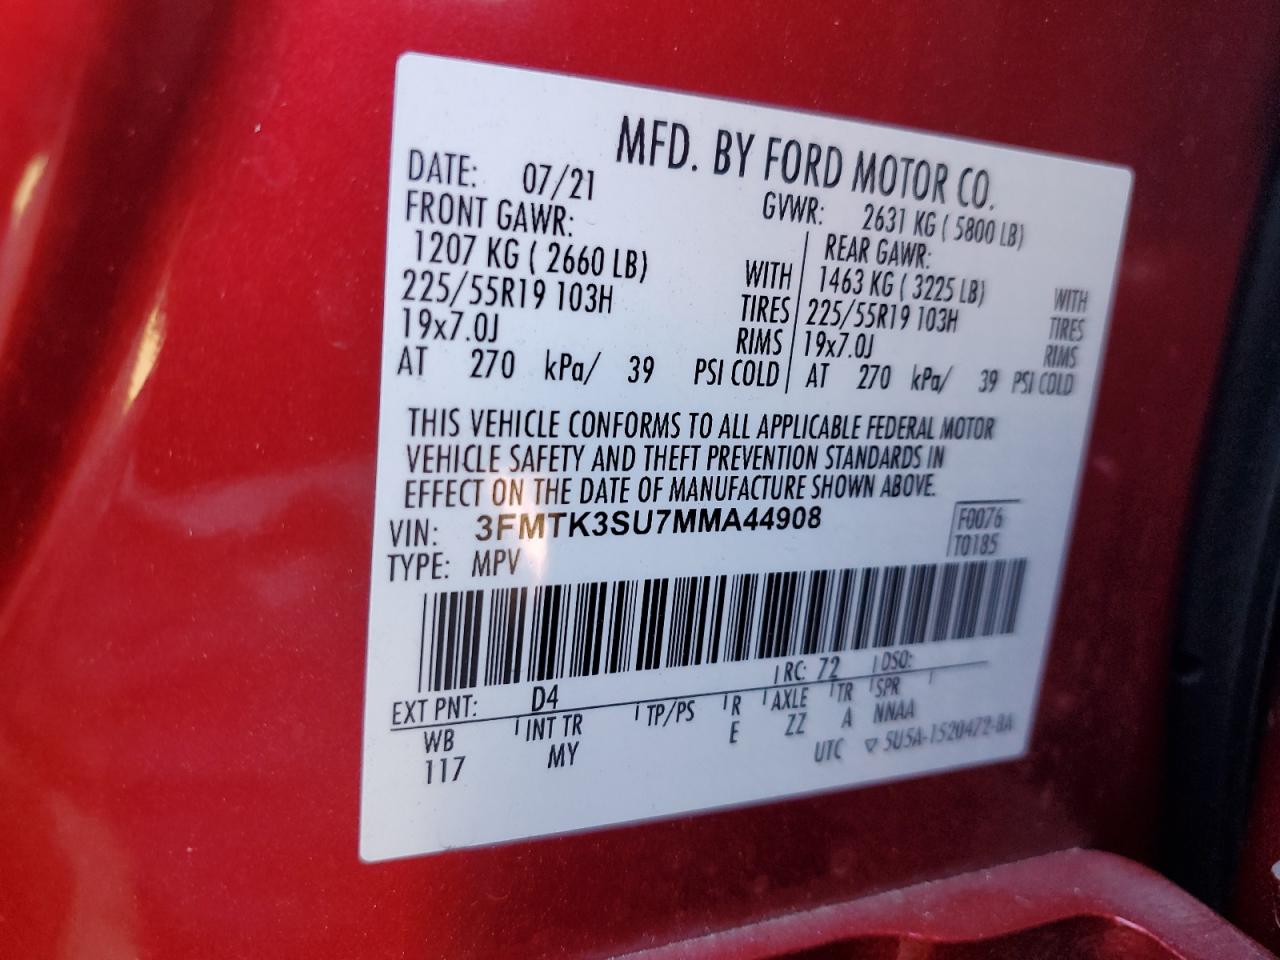 MFD. BY FORD MOTOR CO.
DATE: 07/21 GVWR: 2631 KG ( 5800 LB)
FRONT GAWR: REAR GAWR:
1207 KG ( 2660 LB) WITH 1463 KG ( 3225 LB) WITH
225/55R19 103H TIRES 225/55R19 103H TIRES
19x7.0J RIMS 19x7.0J RIMS
AT 270 kPa/ 39 PSI COLD AT 270 kPa/ 39 PSI COLD
THIS VEHICLE CONFORMS TO ALL APPLICABLE FEDERAL MOTOR
VEHICLE SAFETY AND THEFT PREVENTION STANDARDS IN
EFFECT ON THE DATE OF MANUFACTURE SHOWN ABOVE.
VIN: 3FMTK3SU7MMA44908 F0076
TYPE: MPV T0185
EXT PNT: D4 RC: 72 DSO:
WB INT TR TP/PS R AXLE TR SPR
117 MY E ZZ A NNAA
UTC ▽ 5U5A-1520472-BA